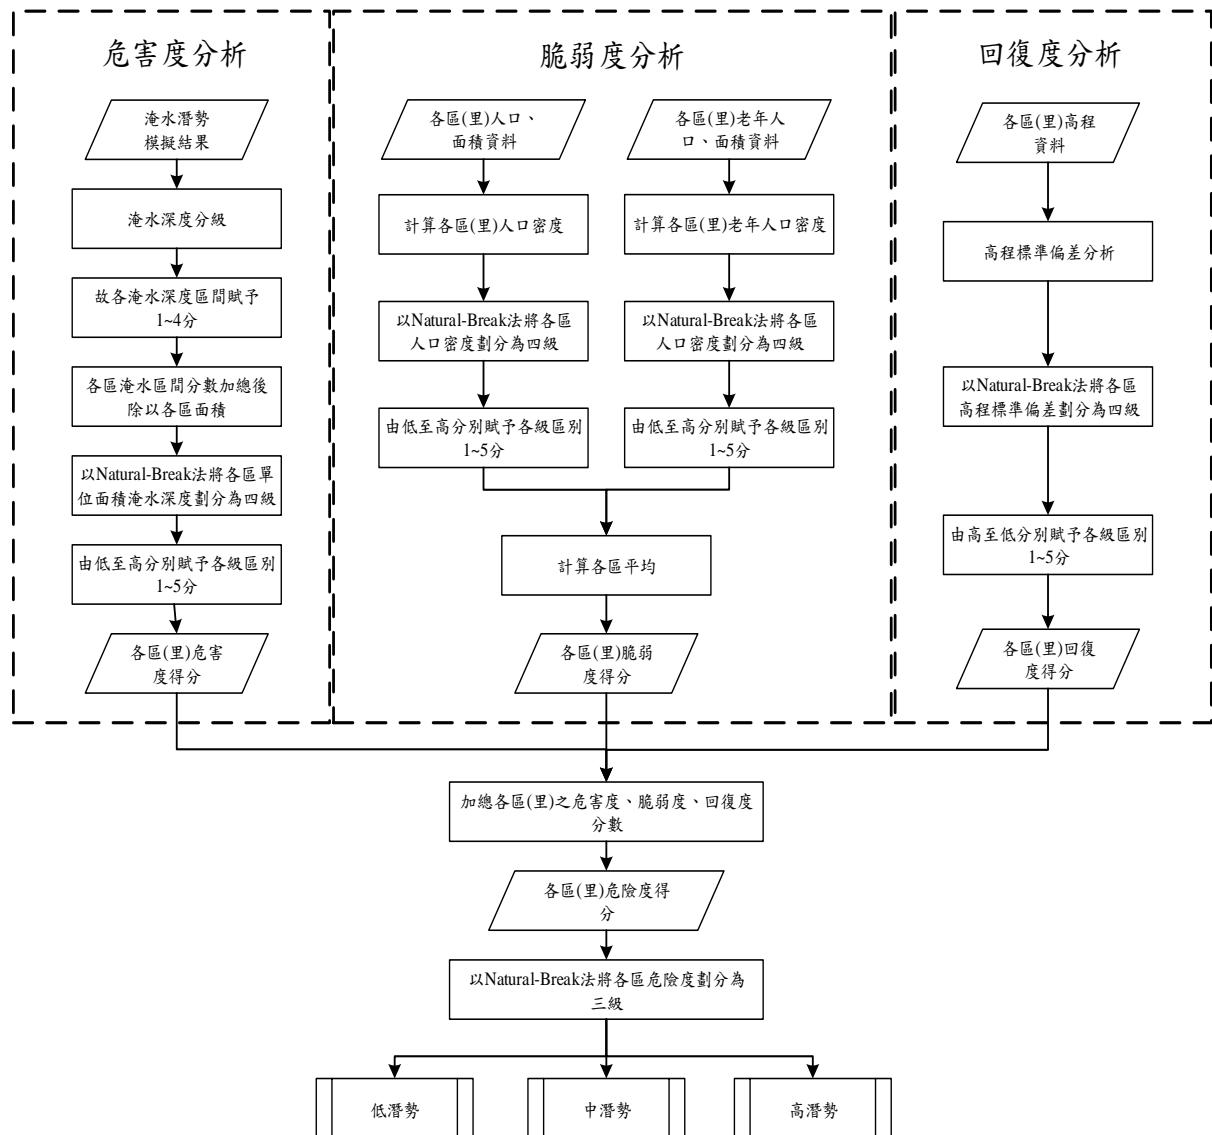 危害度分析
淹水潛勢
模擬結果
淹水深度分級
故各淹水深度區間賦予
1~4分
各區淹水區間分數加總後
除以各區面積
以Natural-Break法將各區單
位面積淹水深度劃分為四級
由低至高分別賦予各級區別
1~5分
各區(里)危害
度得分
脆弱度分析
各區(里)人口、
面積資料
計算各區(里)人口密度
以Natural-Break法將各區
人口密度劃分為四級
由低至高分別賦予各級區別
1~5分
各區(里)老年人
口、面積資料
計算各區(里)老年人口密度
以Natural-Break法將各區
人口密度劃分為四級
由低至高分別賦予各級區別
1~5分
計算各區平均
各區(里)脆弱
度得分
回復度分析
各區(里)高程
資料
高程標準偏差分析
以Natural-Break法將各區
高程標準偏差劃分為四級
由高至低分別賦予各級區別
1~5分
各區(里)回復
度得分
加總各區(里)之危害度、脆弱度、回復度
分數
各區(里)危險度得
分
以Natural-Break法將各區危險度劃分為
三級
低潛勢
中潛勢
高潛勢